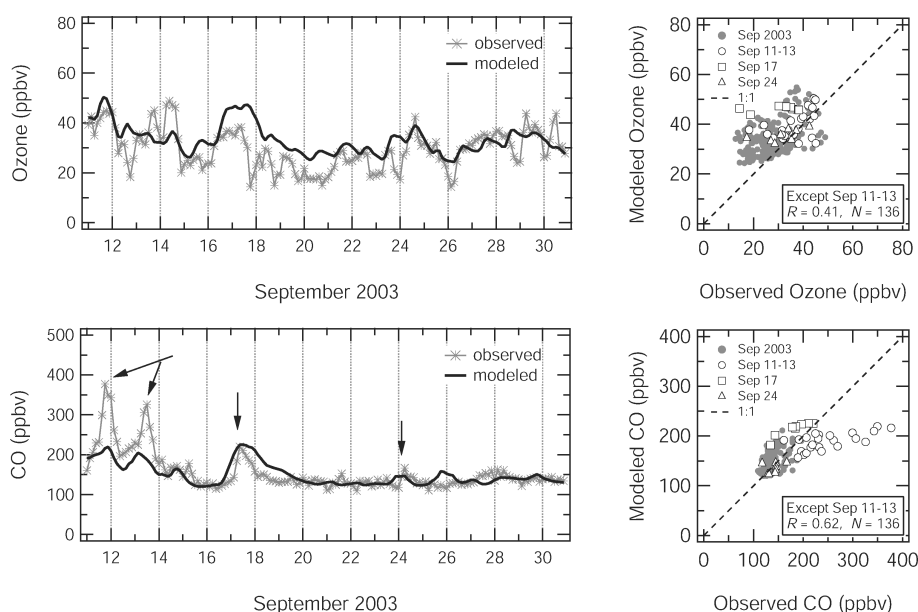 80
60
40
20
0
Ozone (ppbv)
observed
modeled
12 14 16 18 20 22 24 26 28 30
September 2003
80
60
40
20
0
Modeled Ozone (ppbv)
Sep 2003
Sep 11-13
Sep 17
Sep 24
1:1
Except Sep 11-13
R = 0.41, N = 136
0 20 40 60 80
Observed Ozone (ppbv)
500
400
300
200
100
0
CO (ppbv)
observed
modeled
12 14 16 18 20 22 24 26 28 30
September 2003
400
300
200
100
0
Modeled CO (ppbv)
Sep 2003
Sep 11-13
Sep 17
Sep 24
1:1
Except Sep 11-13
R = 0.62, N = 136
0 100 200 300 400
Observed CO (ppbv)